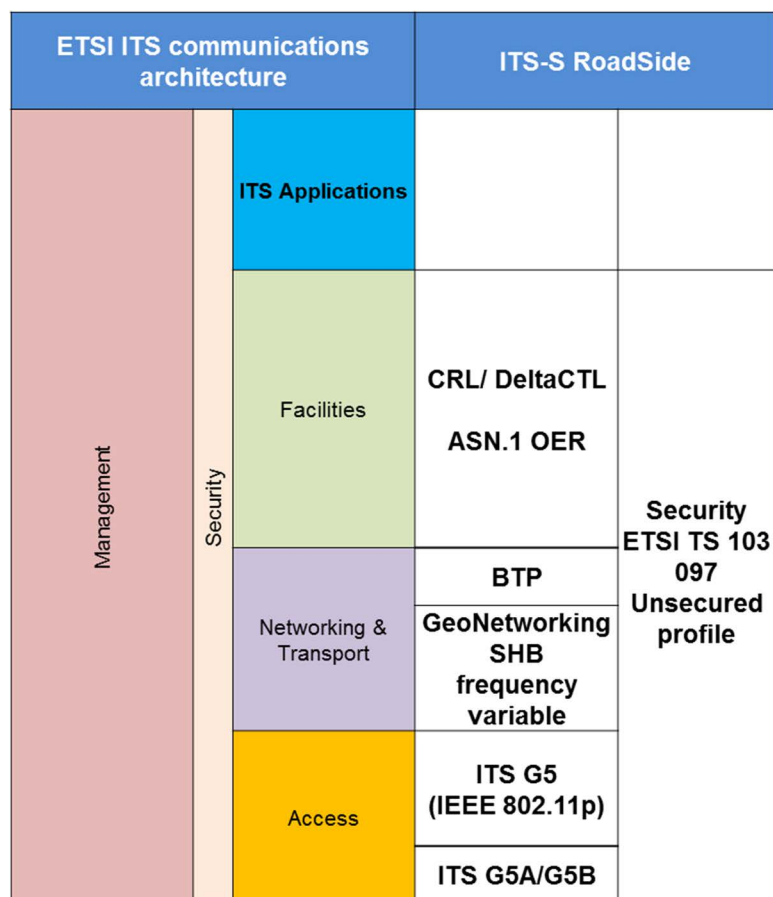 ETSI ITS communications
architecture
ITS-S RoadSide
Management
Security
ITS Applications
Facilities
CRL/ DeltaCTL
ASN.1 OER
Security
ETSI TS 103
097
Unsecured
profile
Networking &
Transport
BTP
GeoNetworking
SHB
frequency
variable
Access
ITS G5
(IEEE 802.11p)
ITS G5A/G5B